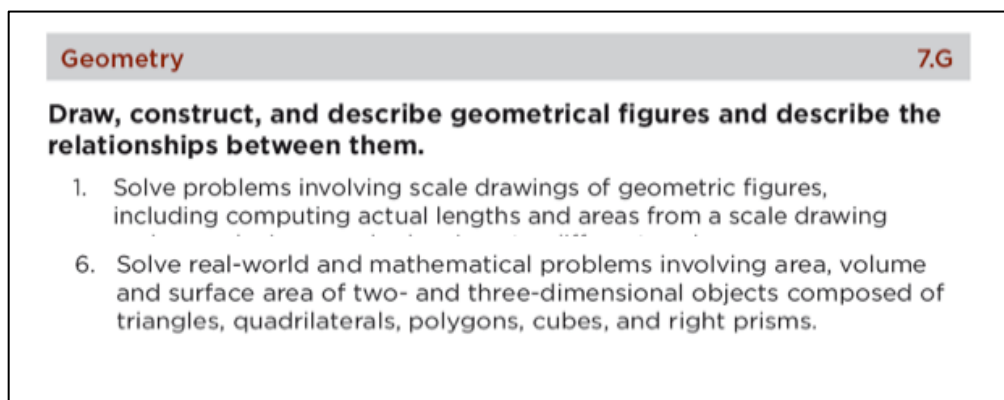 Geometry 7.G
Draw, construct, and describe geometrical figures and describe the
relationships between them.
1. Solve problems involving scale drawings of geometric figures,
including computing actual lengths and areas from a scale drawing
6. Solve real-world and mathematical problems involving area, volume
and surface area of two- and three-dimensional objects composed of
triangles, quadrilaterals, polygons, cubes, and right prisms.